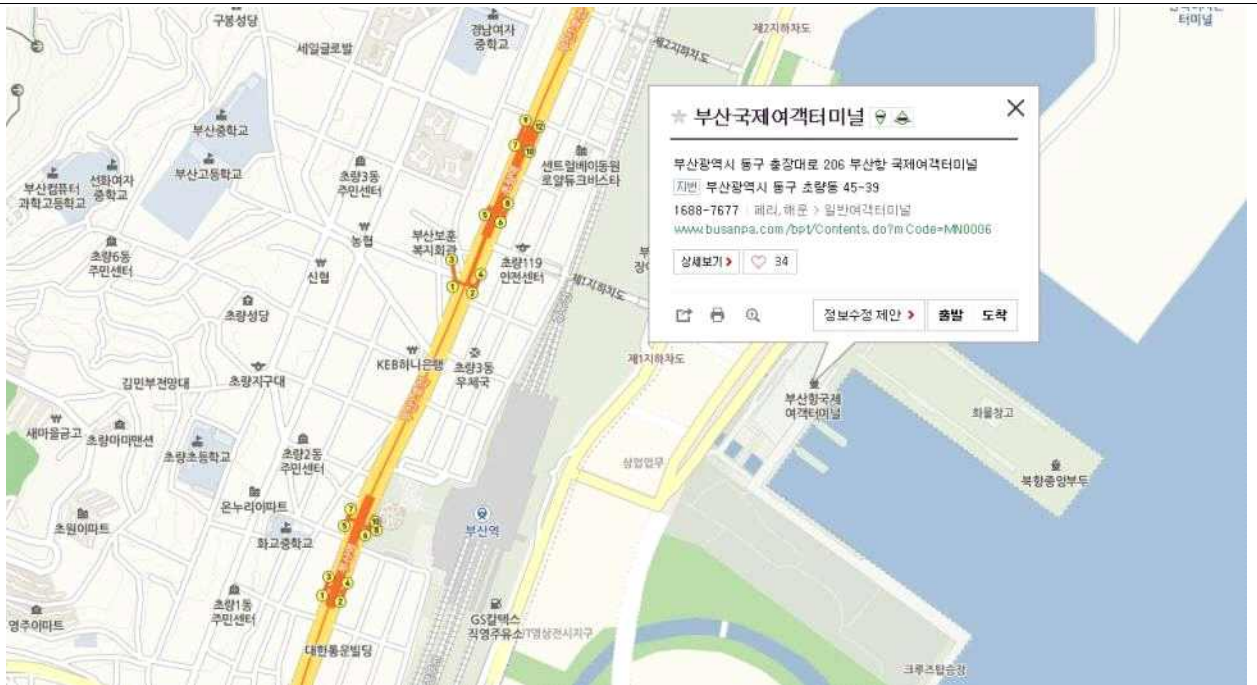 구봉성당
세일글로발
경남여자
중학교
제2지하차도
제2지하차도
터미널
부산중학교
부산고등학교
부산컴퓨터
과학고등학교
선화여자
중학교
초량3동
주민센터
센트럴베이동원
로얄듀크비스타
농협
부산보훈
복지회관
초량119
안전센터
초량6동
주민센터
신협
제1지하차도
초량성당
KEB하나은행
초량3동
우체국
제1지하차도
김민부전망대
초량지구대
새마을금고
초량아마맨션
초량초등학교
초량2동
주민센터
온누리아파트
초원아파트
화교중학교
부산역
상업업무
초량1동
주민센터
영주아파트
GS칼텍스
직영주유소
IT영상전시지구
대한통운빌딩
부산항국제
여객터미널
화물창고
북항중앙부두
크루즈탑승장
부산국제여객터미널
부산광역시 동구 충장대로 206 부산항 국제여객터미널
지번 부산광역시 동구 초량동 45-39
1688-7677 페리,해운 > 일반여객터미널
www.busanpa.com/bpt/Contents.do?mCode=MN0006
상세보기 > ♡ 34
정보수정 제안 > 출발 도착